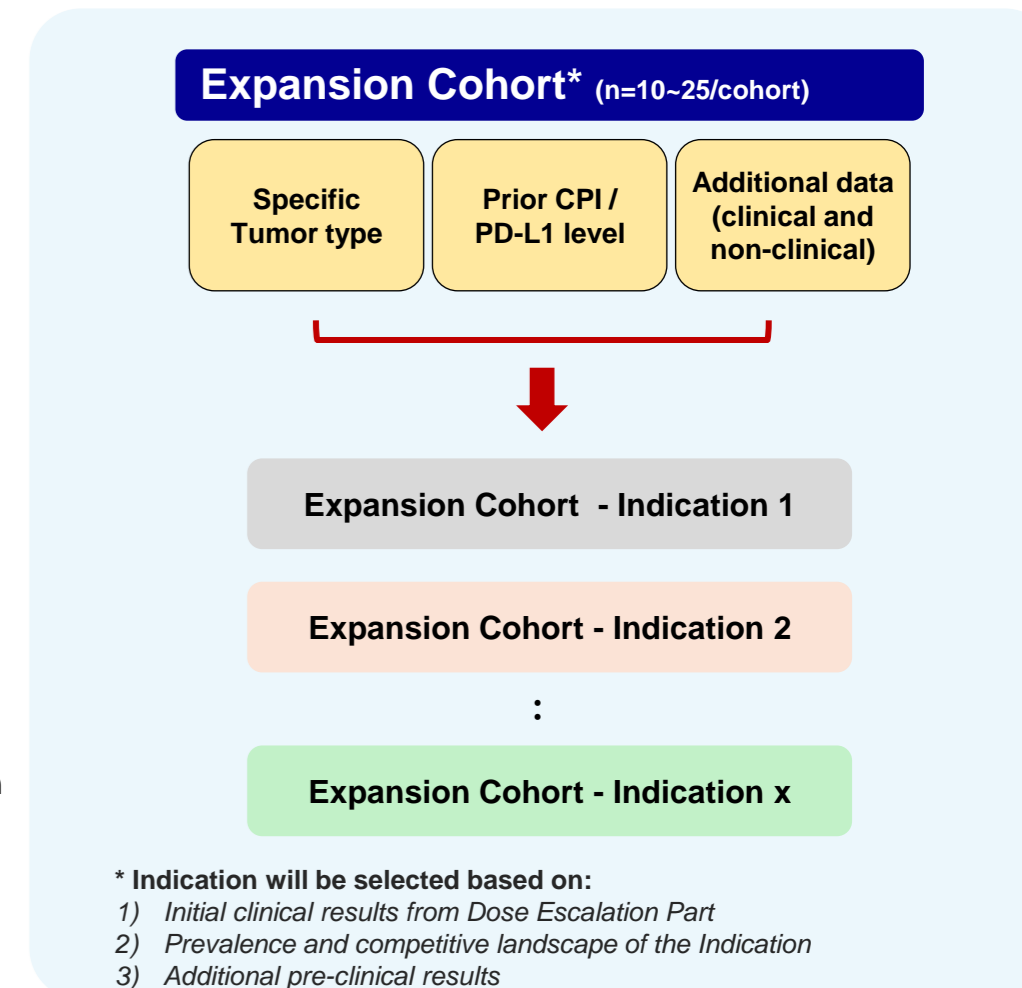 Expansion Cohort* (n=10~25/cohort)
Specific
Tumor type
Prior CPI /
PD-L1 level
Additional data
(clinical and
non-clinical)
Expansion Cohort - Indication 1
Expansion Cohort - Indication 2
:
Expansion Cohort - Indication x
* Indication will be selected based on:
1) Initial clinical results from Dose Escalation Part
2) Prevalence and competitive landscape of the Indication
3) Additional pre-clinical results